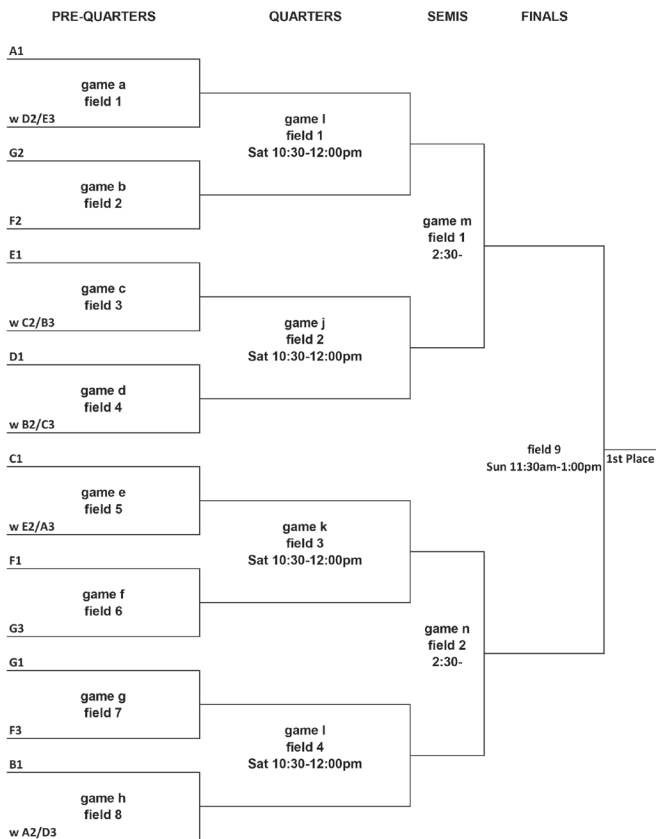 PRE-QUARTERS QUARTERS SEMIS FINALS
A1
game a
field 1
w D2/E3
G2
game b
field 2
F2
E1
game c
field 3
w C2/B3
D1
game d
field 4
w B2/C3
C1
game e
field 5
w E2/A3
F1
game f
field 6
G3
G1
game g
field 7
F3
B1
game h
field 8
w A2/D3
game l
field 1
Sat 10:30-12:00pm
game j
field 2
Sat 10:30-12:00pm
game k
field 3
Sat 10:30-12:00pm
game l
field 4
Sat 10:30-12:00pm
game m
field 1
2:30-
game n
field 2
2:30-
field 9
Sun 11:30am-1:00pm
1st Place